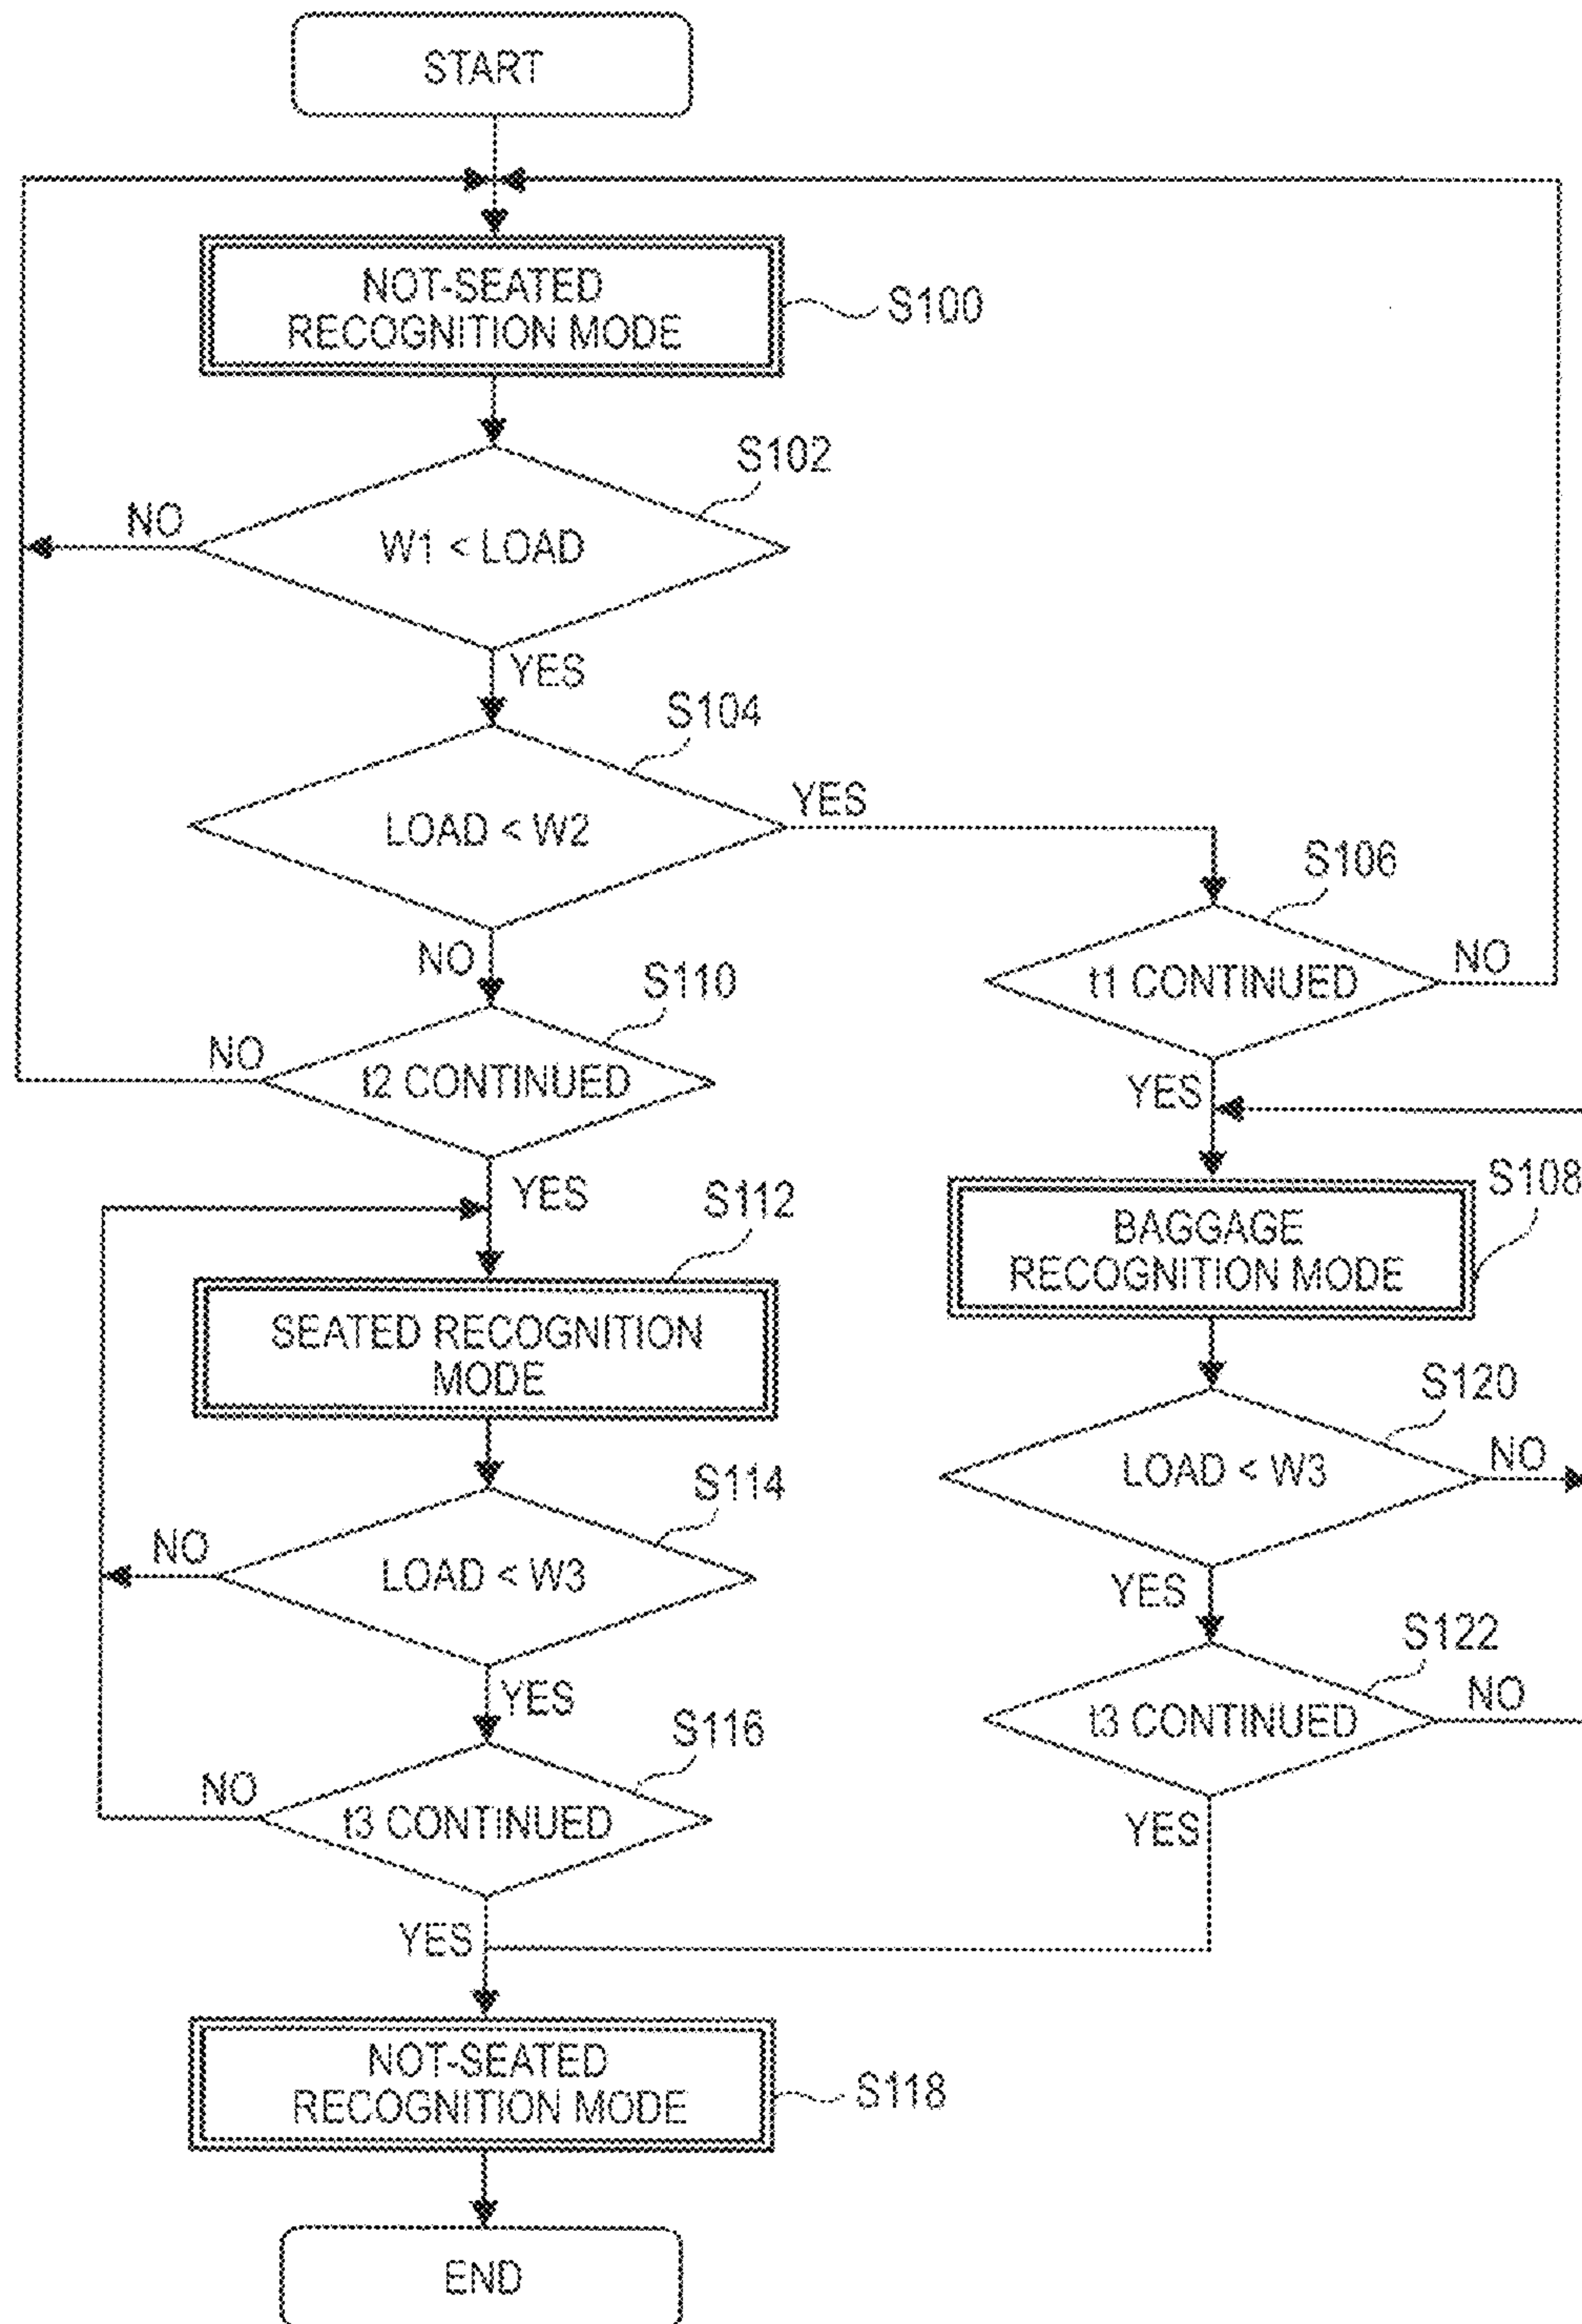 START
NOT-SEATED
RECOGNITION MODE
S100
S102
NO
W1 < LOAD
YES
S104
YES
LOAD < W2
S106
NO
S110
t1 CONTINUED
NO
NO
t2 CONTINUED
YES
YES
S112
S108
BAGGAGE
RECOGNITION MODE
SEATED RECOGNITION
MODE
S120
S114
NO
LOAD < W3
NO
LOAD < W3
YES
S122
YES
S116
NO
t3 CONTINUED
NO
t3 CONTINUED
YES
YES
NOT-SEATED
RECOGNITION MODE
S118
END